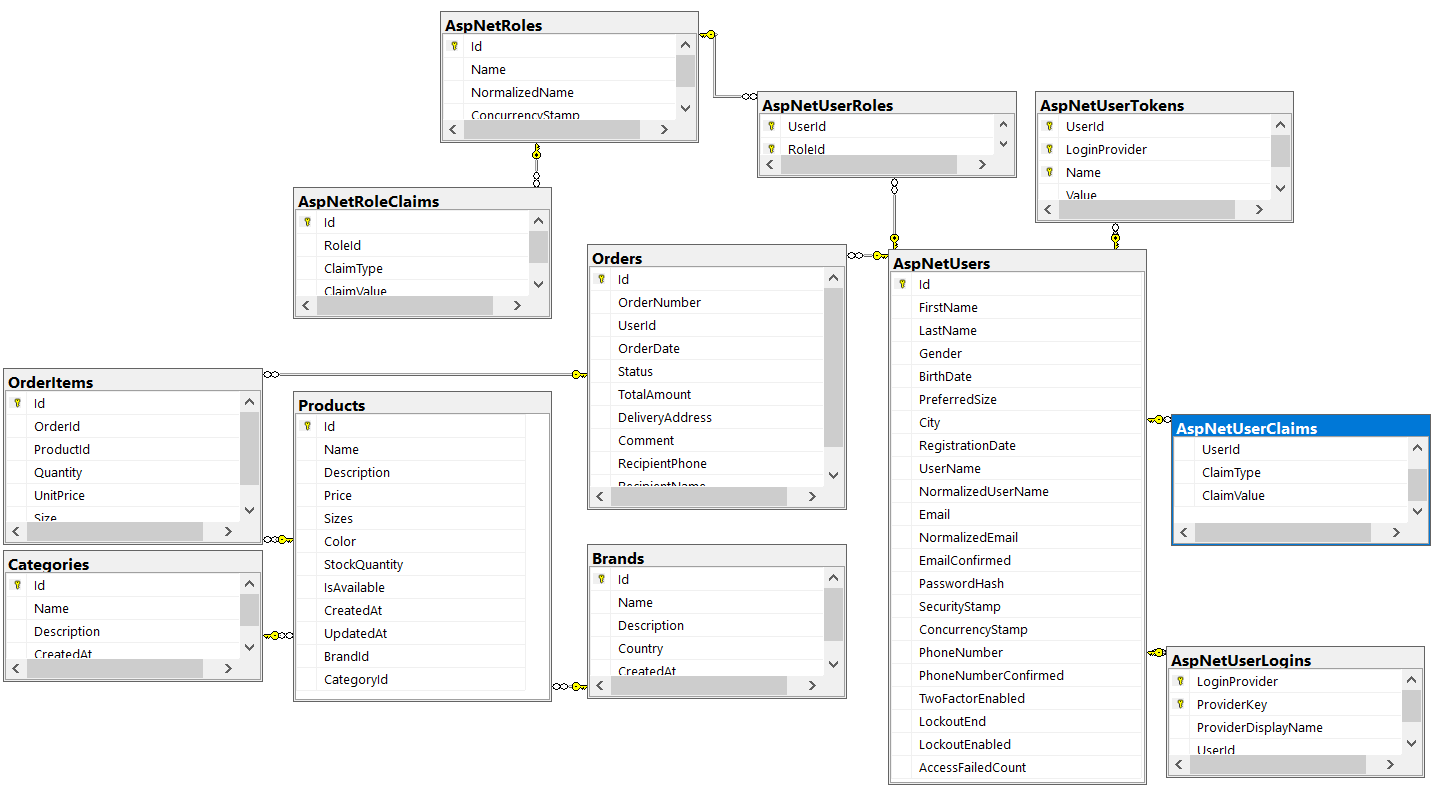 AspNetRoles
Id
Name
NormalizedName
ConcurrencyStamp
AspNetUserRoles
UserId
RoleId
AspNetUserTokens
UserId
LoginProvider
Name
Value
AspNetRoleClaims
Id
RoleId
ClaimType
ClaimValue
Orders
Id
OrderNumber
UserId
OrderDate
Status
TotalAmount
DeliveryAddress
Comment
RecipientPhone
RecipientName
AspNetUsers
Id
FirstName
LastName
Gender
BirthDate
PreferredSize
City
RegistrationDate
UserName
NormalizedUserName
Email
NormalizedEmail
EmailConfirmed
PasswordHash
SecurityStamp
ConcurrencyStamp
PhoneNumber
PhoneNumberConfirmed
TwoFactorEnabled
LockoutEnd
LockoutEnabled
AccessFailedCount
OrderItems
Id
OrderId
ProductId
Quantity
UnitPrice
Size
Products
Id
Name
Description
Price
Sizes
Color
StockQuantity
IsAvailable
CreatedAt
UpdatedAt
BrandId
CategoryId
AspNetUserClaims
UserId
ClaimType
ClaimValue
Categories
Id
Name
Description
CreatedAt
Brands
Id
Name
Description
Country
CreatedAt
AspNetUserLogins
LoginProvider
ProviderKey
ProviderDisplayName
UserId